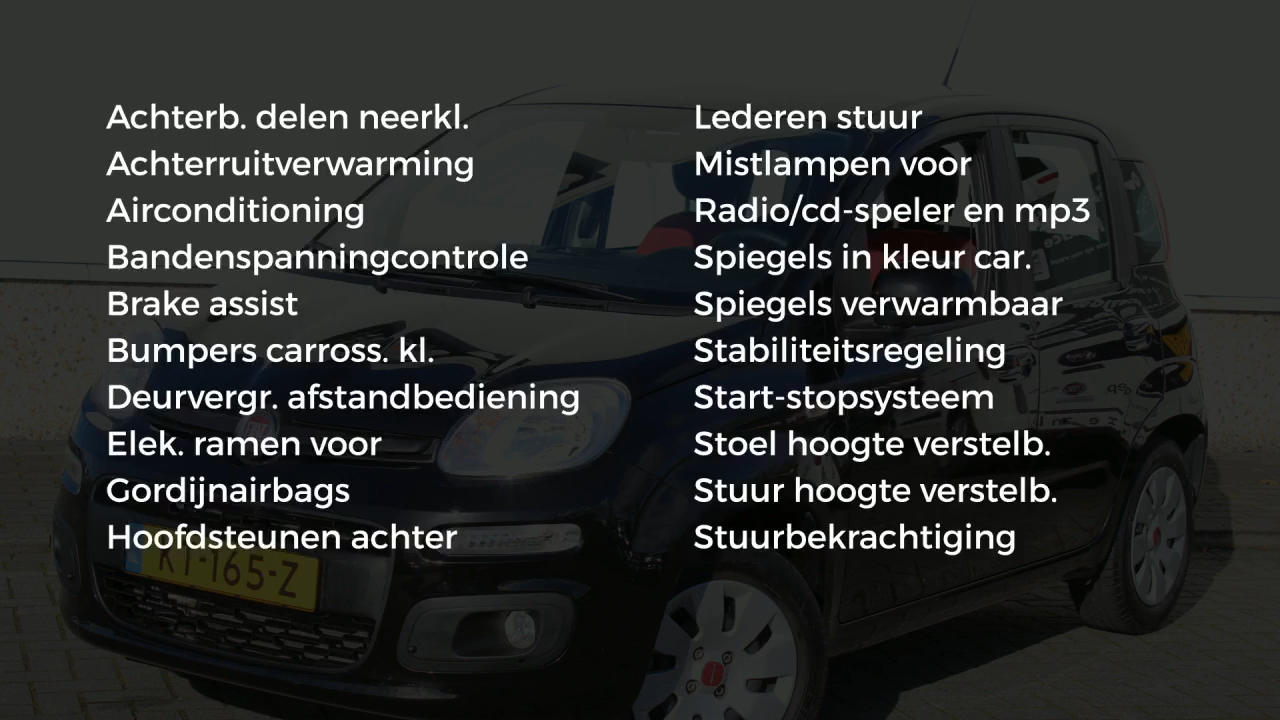 Achterb. delen neerkl.
Achterruitverwarming
Airconditioning
Bandenspanningcontrole
Brake assist
Bumpers carross. kl.
Deurvergr. afstandbediening
Elek. ramen voor
Gordijnairbags
Hoofdsteunen achter
Lederen stuur
Mistlampen voor
Radio/cd-speler en mp3
Spiegels in kleur car.
Spiegels verwarmbaar
Stabiliteitsregeling
Start-stopsysteem
Stoel hoogte verstelb.
Stuur hoogte verstelb.
Stuurbekrachtiging
FIAT
RT-165-Z